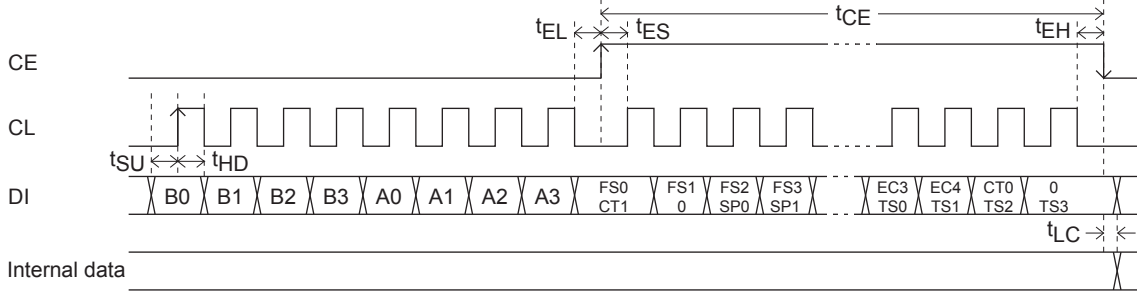 tCE
tEL tES tEH
CE
CL
tSU tHD
DI B0 B1 B2 B3 A0 A1 A2 A3 FS0 FS1 FS2 FS3 EC3 EC4 CT0 0
CT1 0 SP0 SP1 TS0 TS1 TS2 TS3
tLC
Internal data